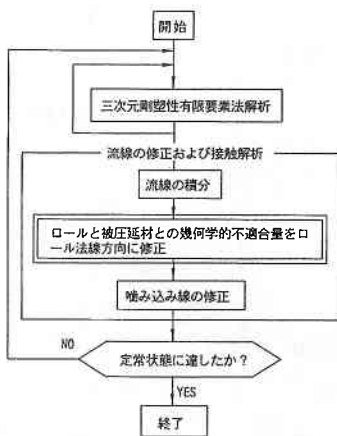 開始
三次元剛塑性有限要業法解析
流線の修正および接触解析
流線の積分
ロールと被圧延材との幾何学的不適合量をロ
ール法線方向に修正
噛み込み線の修正
NO
定常状態に達したか？
YES
終了